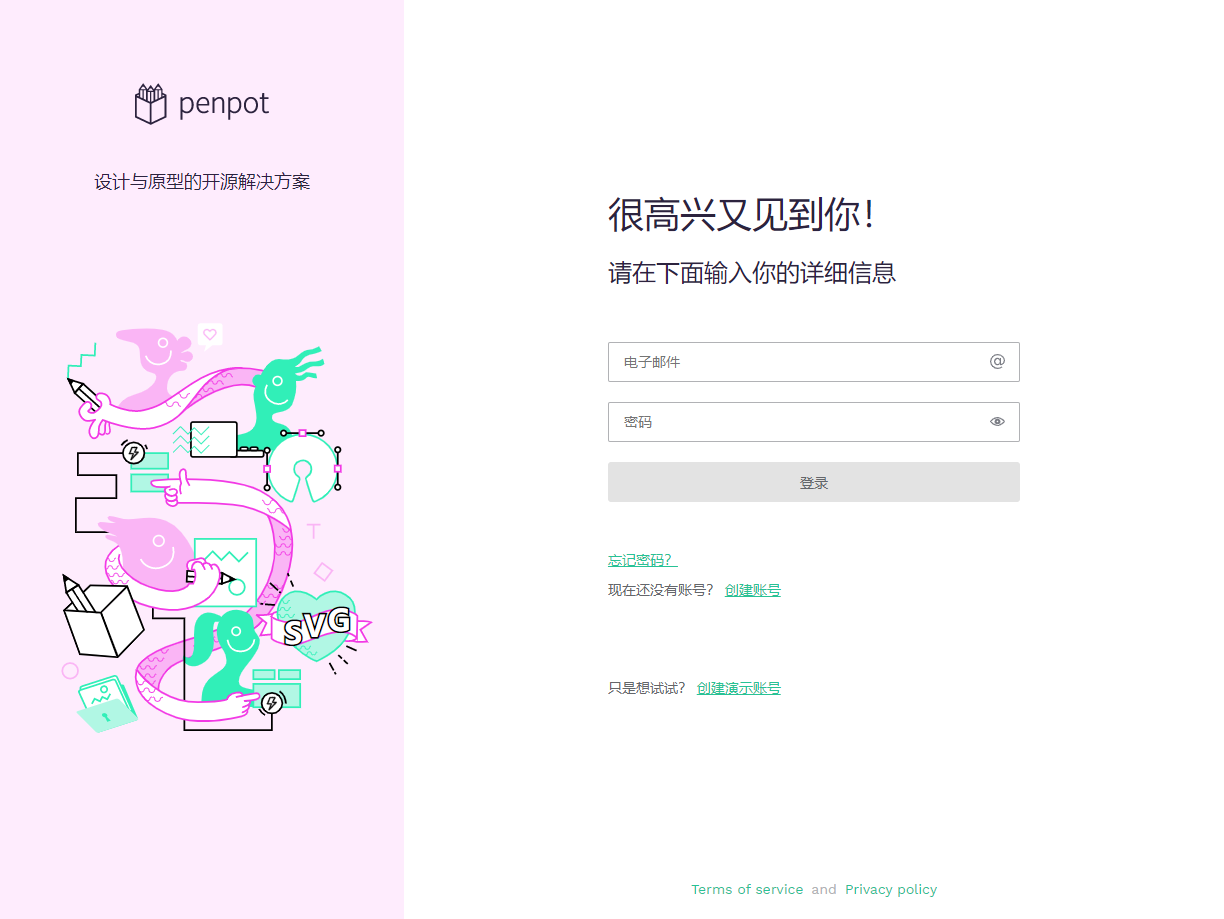 penpot
设计与原型的开源解决方案
很高兴又见到你！
请在下面输入你的详细信息
电子邮件 @
密码
登录
忘记密码？
现在还没有账号？ 创建账号
只是想试试？ 创建演示账号
T
SVG
Terms of service and Privacy policy